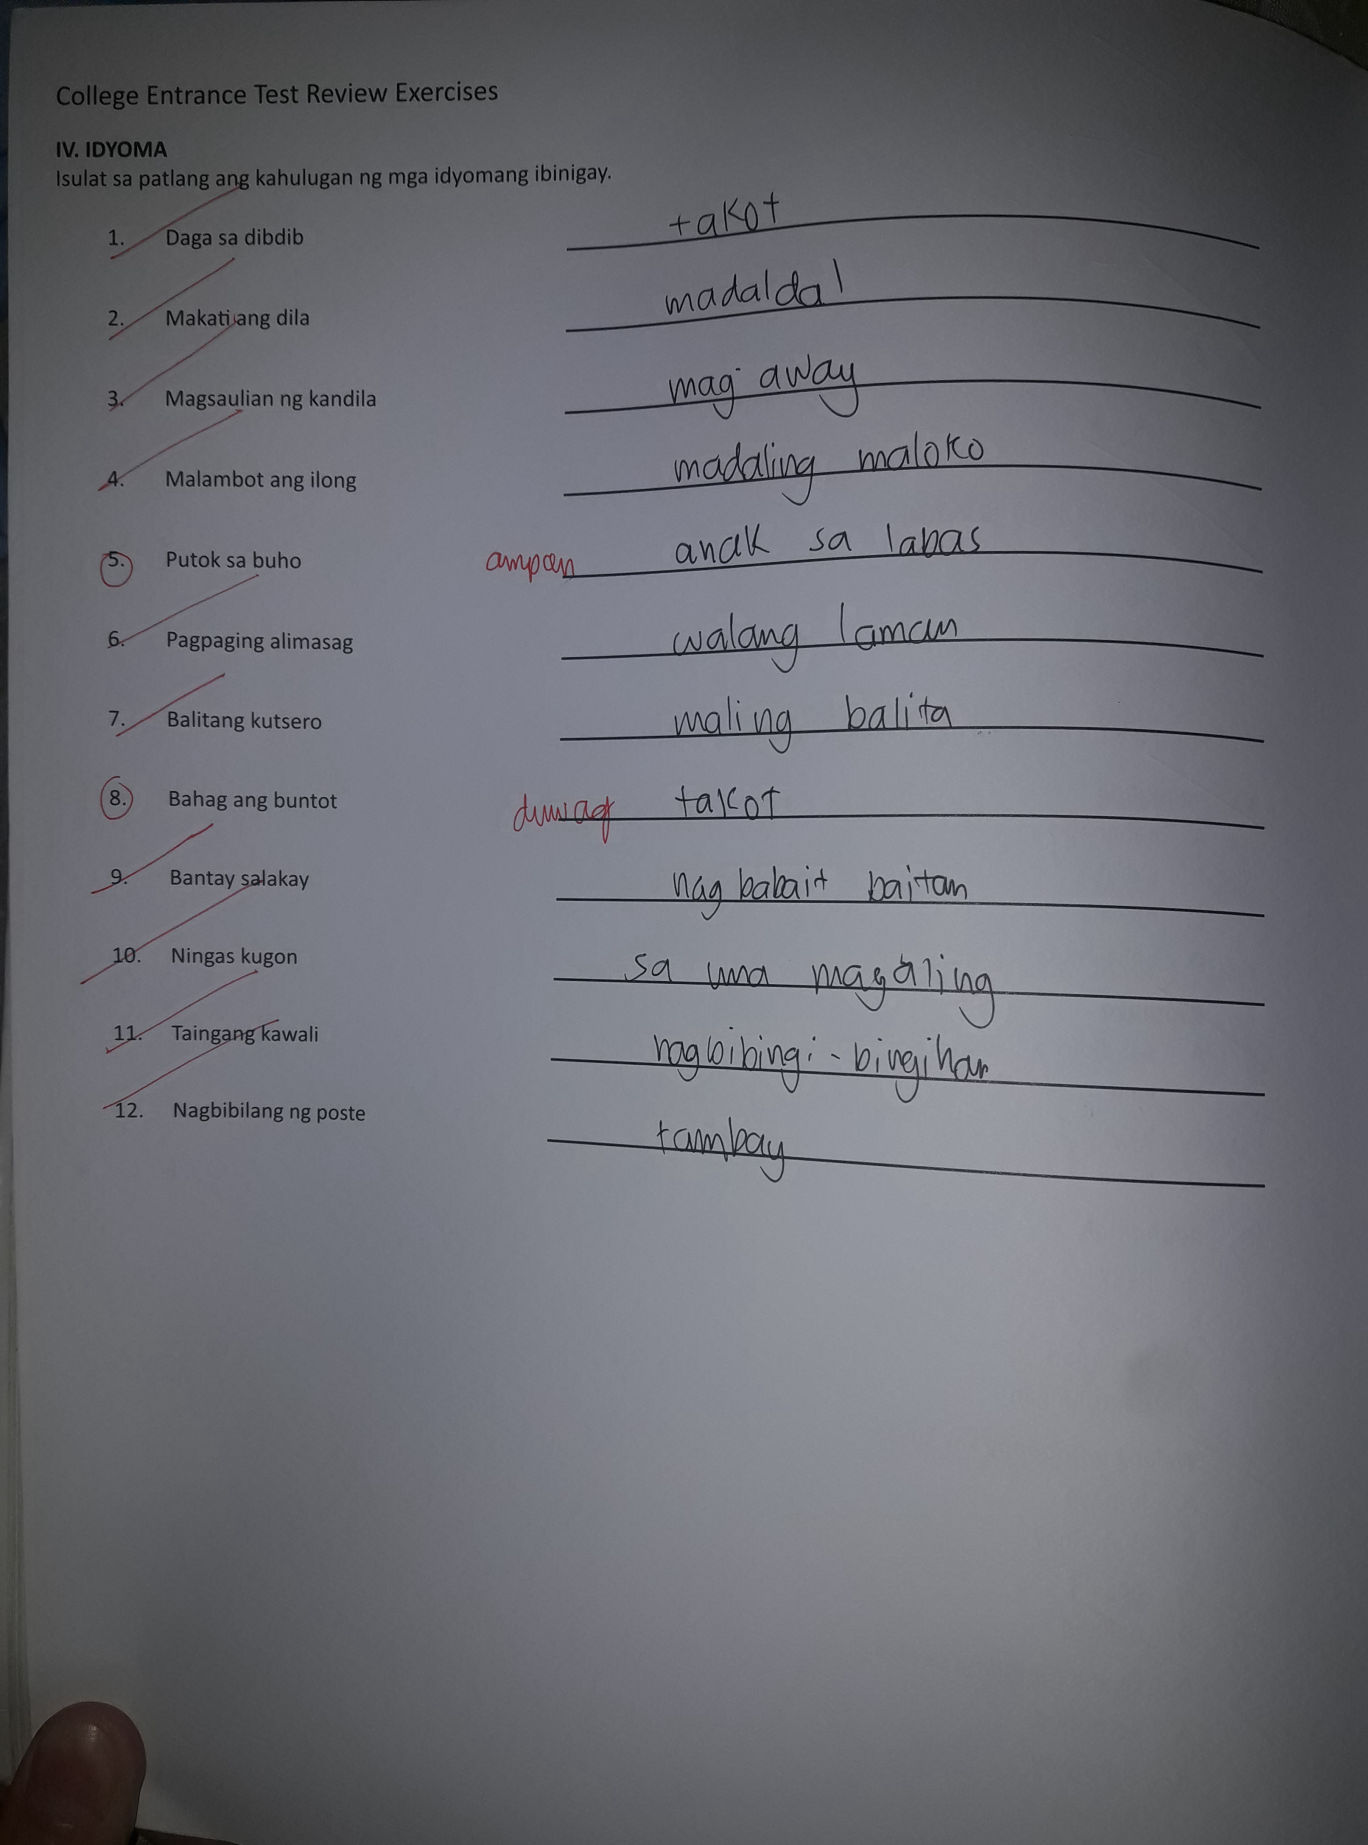 College Entrance Test Review Exercises
IV. IDYOMA
Isulat sa patlang ang kahulugan ng mga idyomang ibinigay.
1. Daga sa dibdib takot
2. Makati ang dila madaldal
3. Magsaulian ng kandila mag-away
4. Malambot ang ilong madaling maloko
5. Putok sa buho ampon anak sa labas
6. Pagpaging alimasag walang laman
7. Balitang kutsero maling balita
8. Bahag ang buntot duwag takot
9. Bantay salakay nag babait baitan
10. Ningas kugon sa una magaling
11. Taingang kawali nagbibingi-bingihan
12. Nagbibilang ng poste tambay